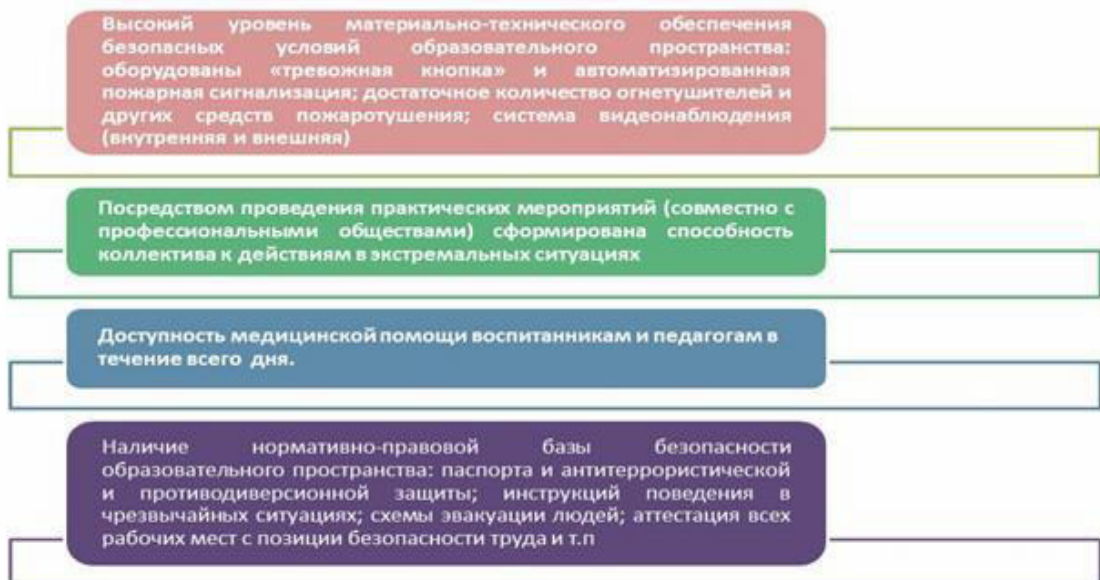 Высокий уровень материально-технического обеспечения
безопасных условий образовательного пространства:
оборудованы «тревожная кнопка» и автоматизированная
пожарная сигнализация; достаточное количество огнетушителей и
других средств пожаротушения; система видеонаблюдения
(внутренняя и внешняя)
Посредством проведения практических мероприятий (совместно с
профессиональными обществами) сформирована способность
коллектива к действиям в экстремальных ситуациях
Доступность медицинской помощи воспитанникам и педагогам в
течение всего дня.
Наличие нормативно-правовой базы безопасности
образовательного пространства: паспорта и антитеррористической
и противодиверсионной защиты; инструкций поведения в
чрезвычайных ситуациях; схемы эвакуации людей; аттестация всех
рабочих мест с позиции безопасности труда и т.п